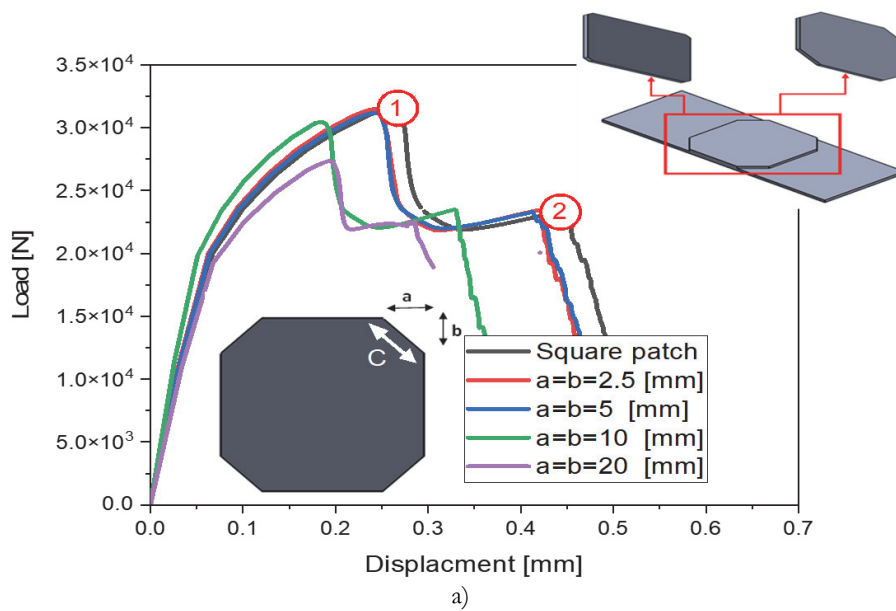 3.5×10⁴
3.0×10⁴
2.5×10⁴
2.0×10⁴
1.5×10⁴
1.0×10⁴
5.0×10³
0.0
Load [N]
1
2
a
b
C
Square patch
a=b=2.5 [mm]
a=b=5 [mm]
a=b=10 [mm]
a=b=20 [mm]
0.0 0.1 0.2 0.3 0.4 0.5 0.6 0.7
Displacment [mm]
a)